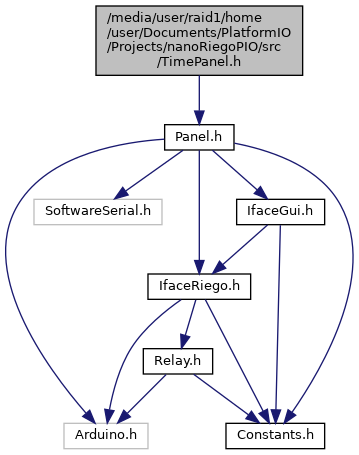 /media/user/raid1/home
/user/Documents/PlatformIO
/Projects/nanoRiegoPIO/src
/TimePanel.h
Panel.h
SoftwareSerial.h
IfaceGui.h
IfaceRiego.h
Relay.h
Arduino.h
Constants.h